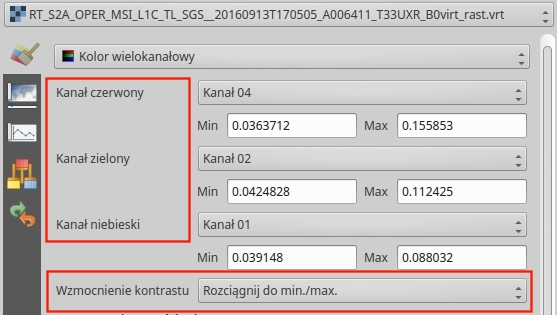 RT_S2A_OPER_MSI_L1C_TL_SGS__20160913T170505_A006411_T33UXR_B0virt_rast.vrt
Kolor wielokanałowy
Kanał czerwony Kanał 04
Min 0.0363712 Max 0.155853
Kanał zielony Kanał 02
Min 0.0424828 Max 0.112425
Kanał niebieski Kanał 01
Min 0.039148 Max 0.088032
Wzmocnienie kontrastu Rozciągnij do min./max.